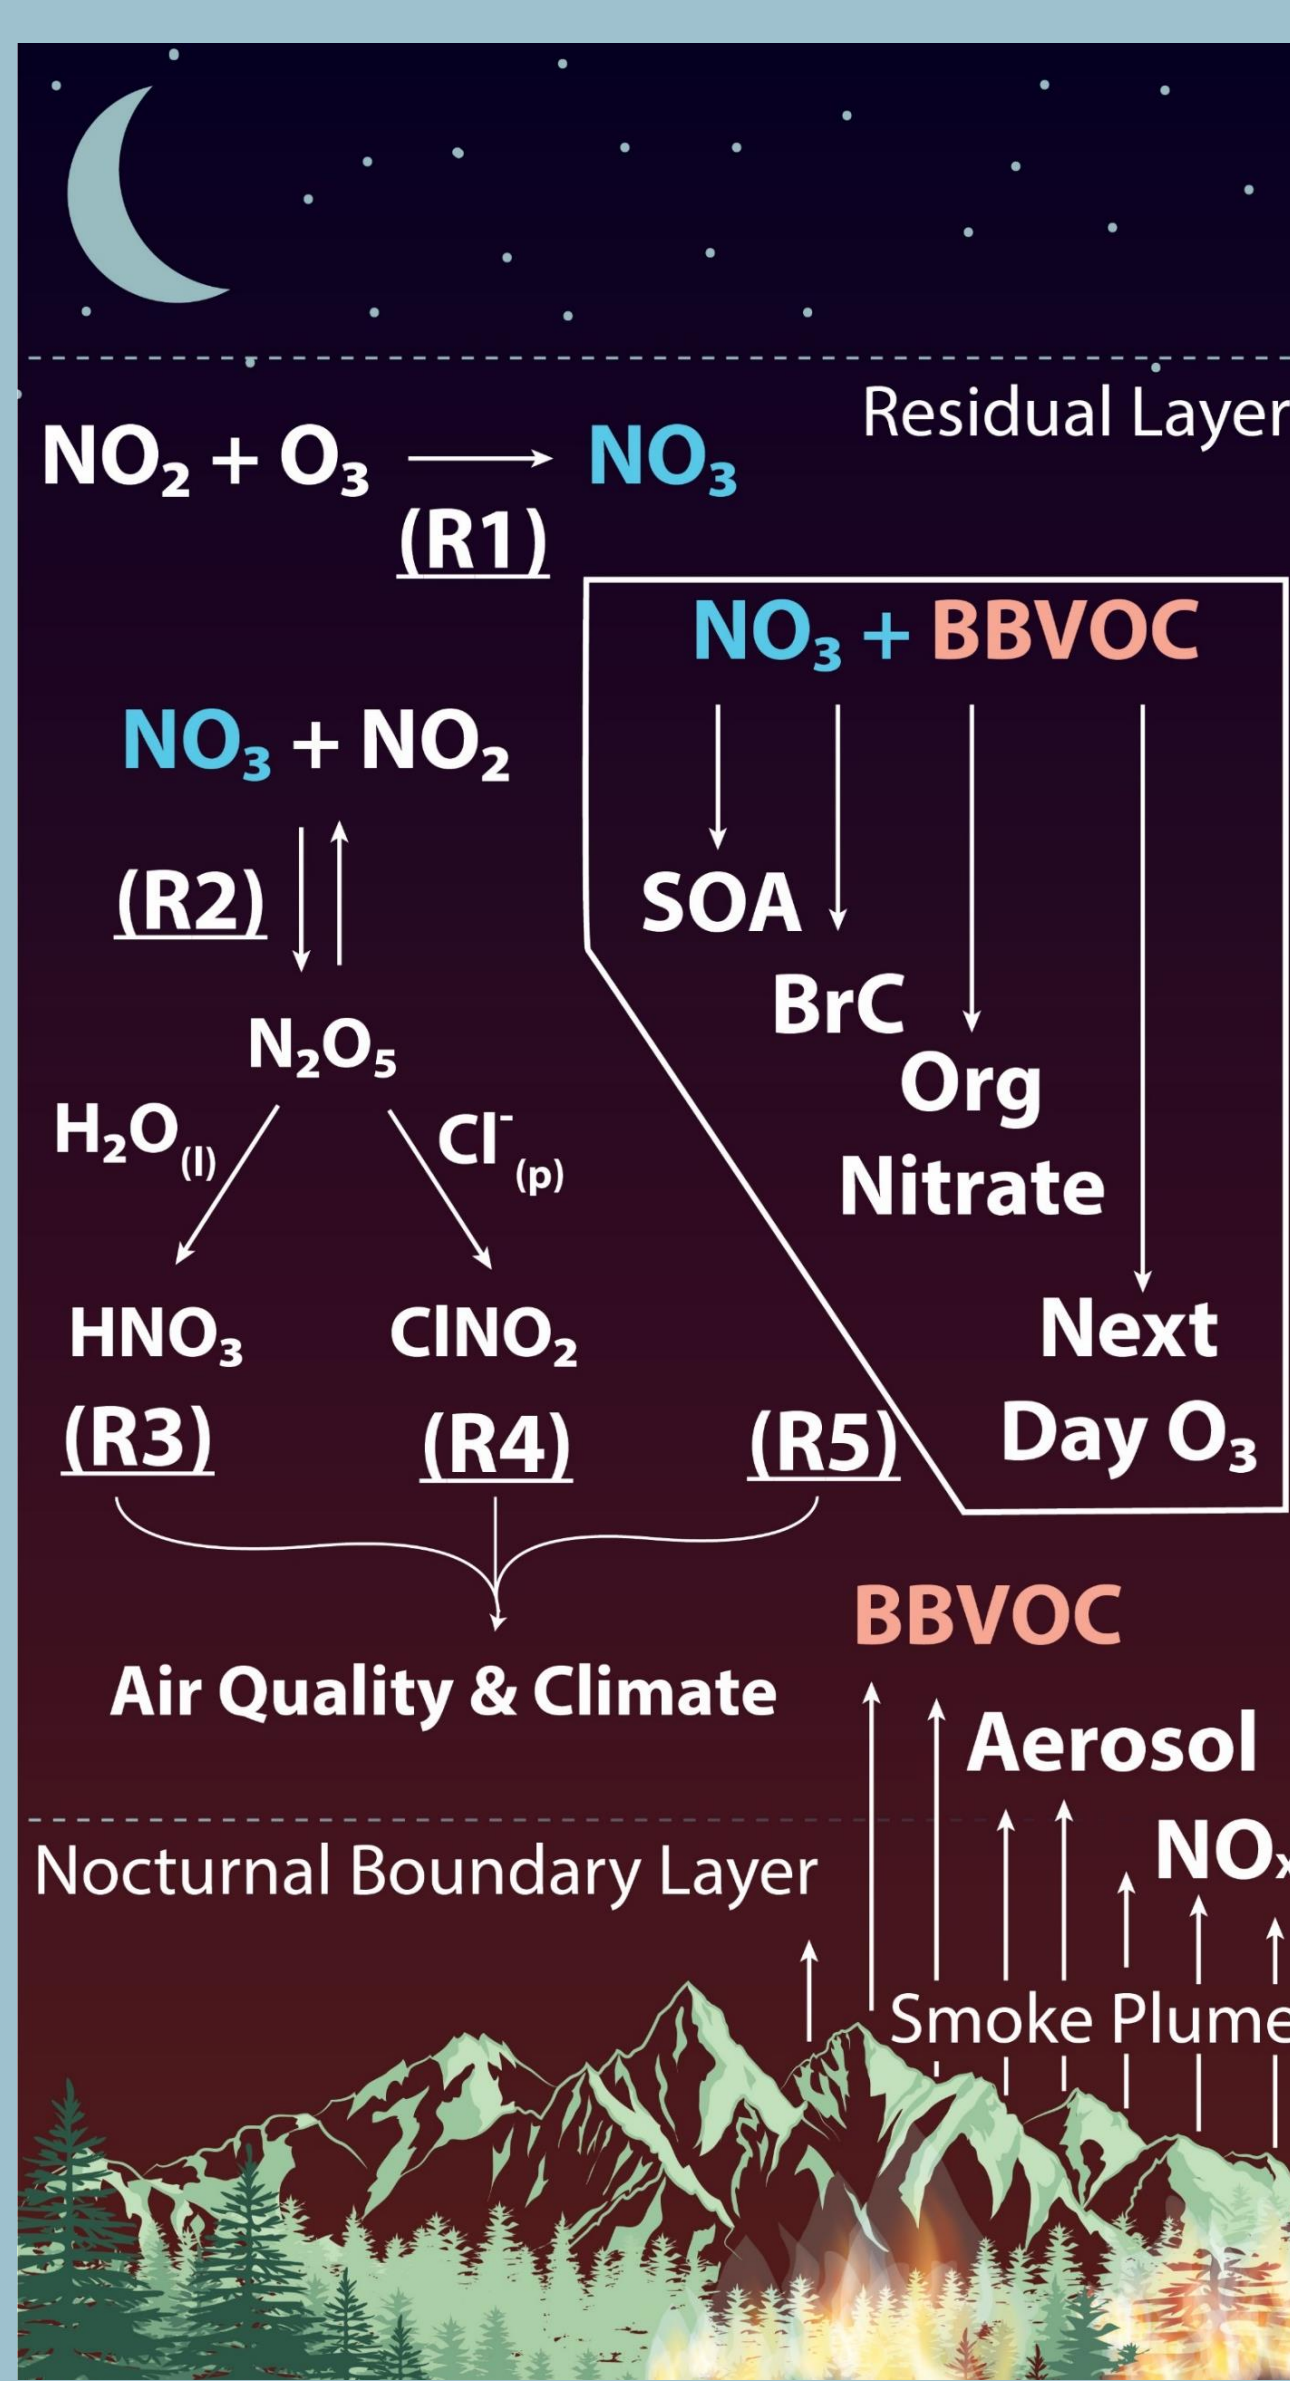 Residual Layer
NO₂ + O₃ → NO₃
(R1)
NO₃ + BBVOC
NO₃ + NO₂
(R2)
SOA
BrC
N₂O₅
Org
Nitrate
H₂O(l)
Cl⁻(p)
HNO₃
ClNO₂
Next
Day O₃
(R3)
(R4)
(R5)
BBVOC
Air Quality & Climate
Aerosol
NOₓ
Nocturnal Boundary Layer
Smoke Plume